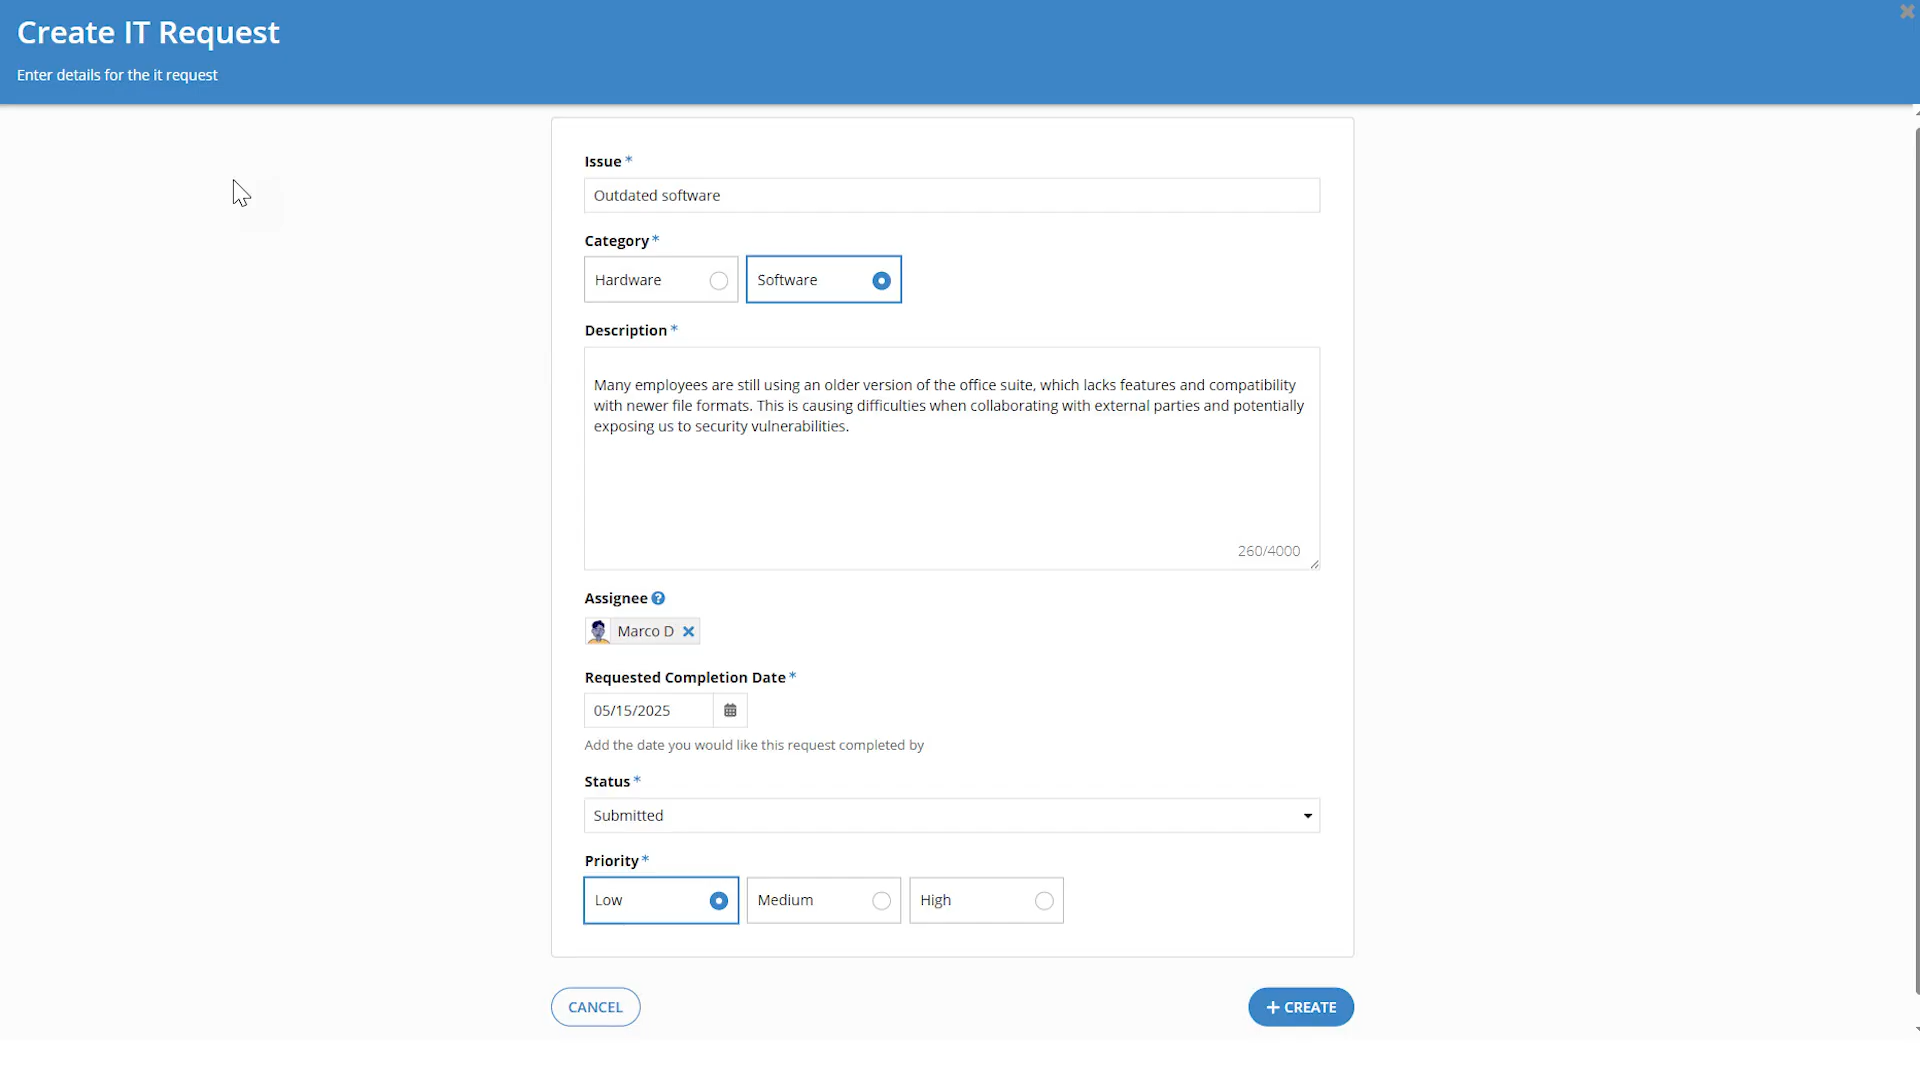 Create IT Request
Enter details for the it request
Issue *
Outdated software
Category *
Hardware
Software
Description *
Many employees are still using an older version of the office suite, which lacks features and compatibility
with newer file formats. This is causing difficulties when collaborating with external parties and potentially
exposing us to security vulnerabilities.
260/4000
Assignee ?
Marco D
Requested Completion Date *
05/15/2025
Add the date you would like this request completed by
Status *
Submitted
Priority *
Low
Medium
High
CANCEL
+ CREATE